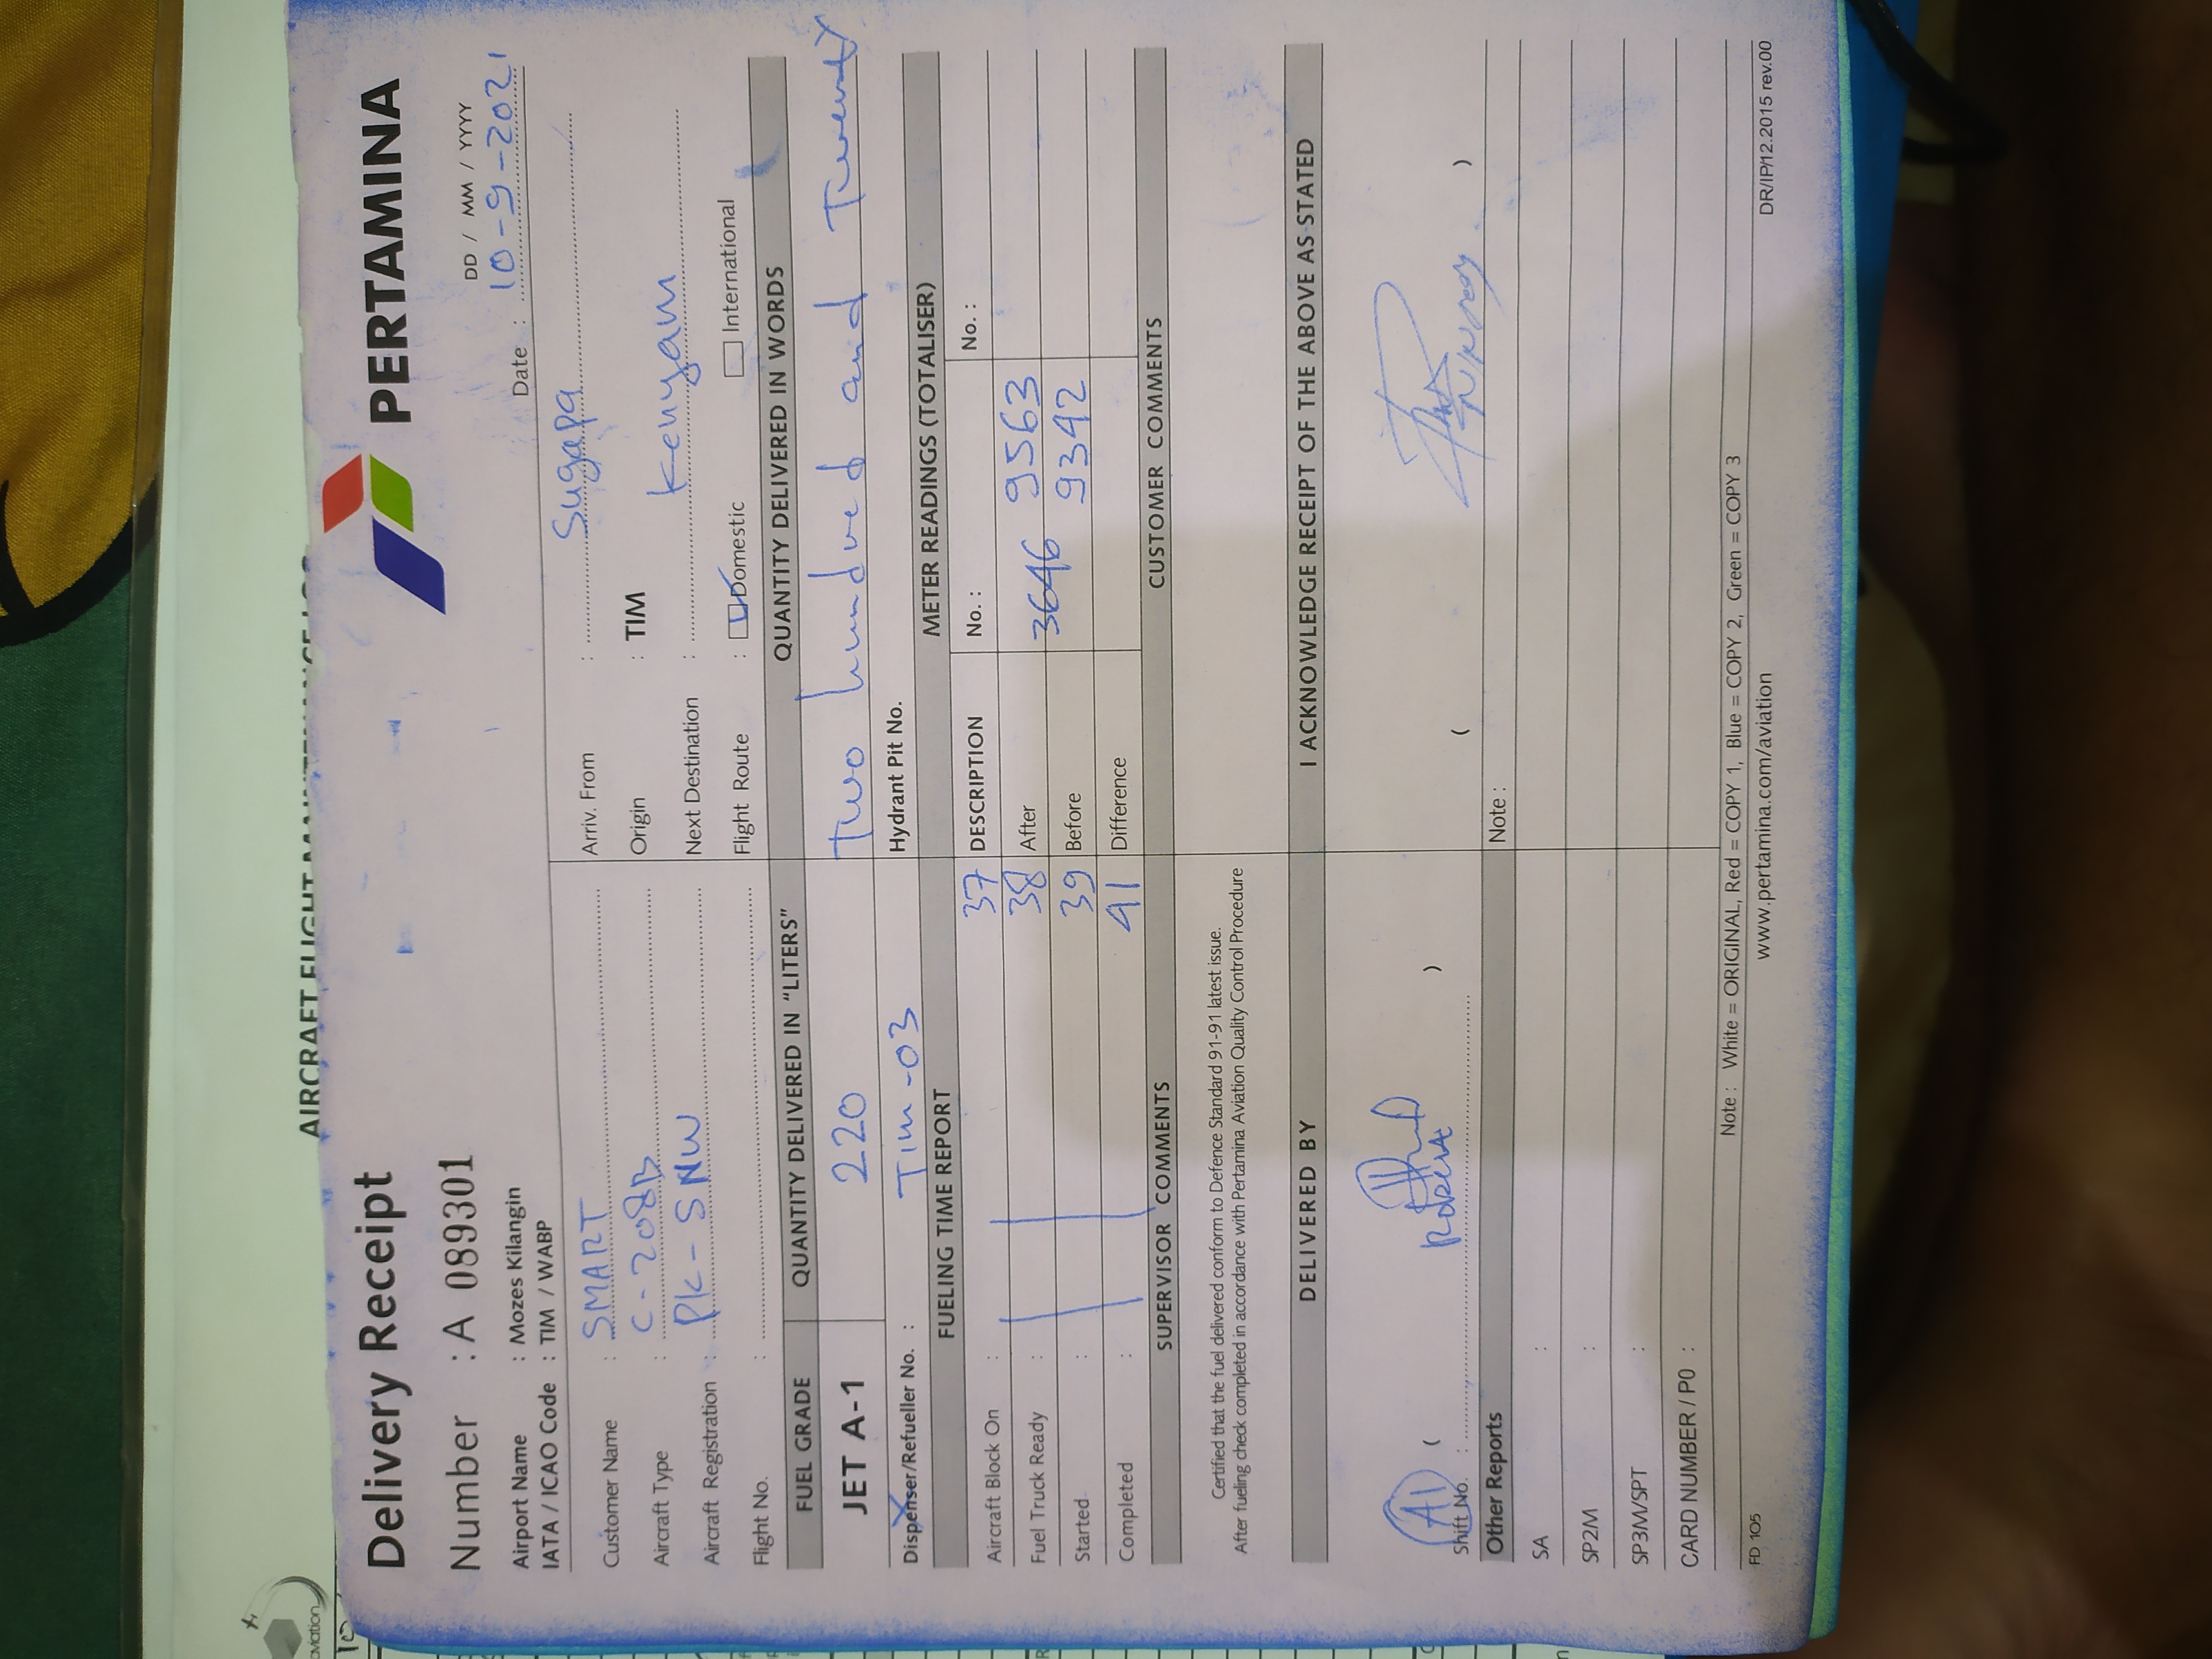 AIRCRAFT FLIGHT MAINTENANCE LOG
Delivery Receipt
PERTAMINA
Number : A 089301
DD / MM / YYYY
Date : 10-9-2021
Airport Name : Mozes Kilangin
IATA / ICAO Code : TIM / WABP
Customer Name : SMART
Arriv. From : Sugapa
Aircraft Type : C-208B
Origin : TIM
Aircraft Registration : PK-SNW
Next Destination : Kenyam
Flight No. :
Flight Route : Domestic International
FUEL GRADE QUANTITY DELIVERED IN "LITERS" QUANTITY DELIVERED IN WORDS
JET A-1 220 Two hundred and Twenty
Dispenser/Refueller No. : Tim-03 Hydrant Pit No.
FUELING TIME REPORT METER READINGS (TOTALISER)
Aircraft Block On : 37 DESCRIPTION No. : No. :
Fuel Truck Ready : 38 After 9563
3646
Started : 39 Before 9342
Completed : 41 Difference
SUPERVISOR COMMENTS CUSTOMER COMMENTS
Certified that the fuel delivered conform to Defence Standard 91-91 latest issue.
After fueling check completed in accordance with Pertamina Aviation Quality Control Procedure
DELIVERED BY I ACKNOWLEDGE RECEIPT OF THE ABOVE AS STATED
A1 ( ROBERT ) ( )
Shift No. :
Other Reports Note :
SA :
SP2M :
SP3M/SPT :
CARD NUMBER / PO :
Note : White = ORIGINAL, Red = COPY 1, Blue = COPY 2, Green = COPY 3
FD 105 www.pertamina.com/aviation DR/IP/12.2015 rev.00